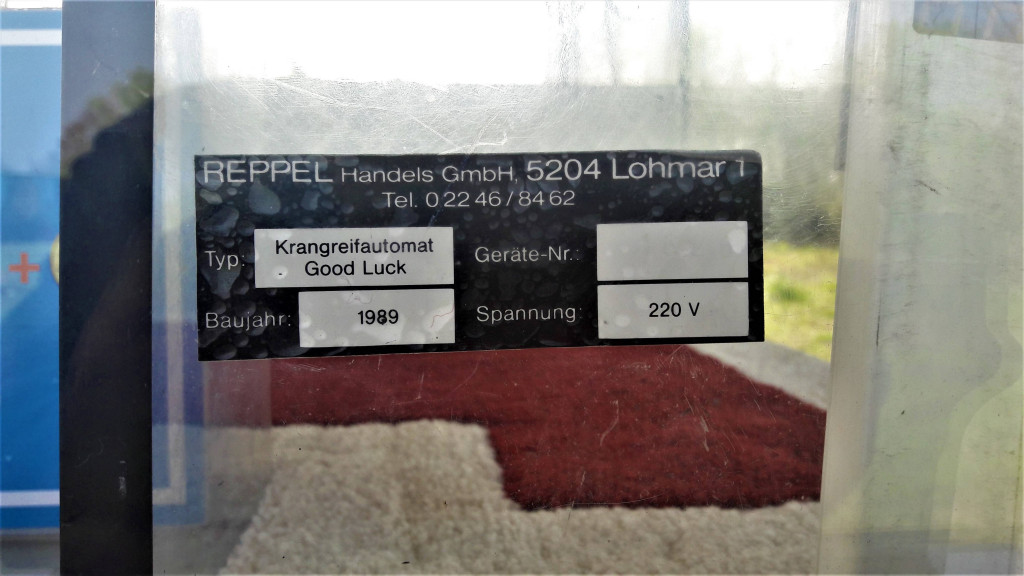 REPPEL Handels GmbH, 5204 Lohmar 1
Tel. 0 22 46 / 84 62
Typ: Krangreifautomat Good Luck
Geräte-Nr.:
Baujahr: 1989
Spannung: 220 V